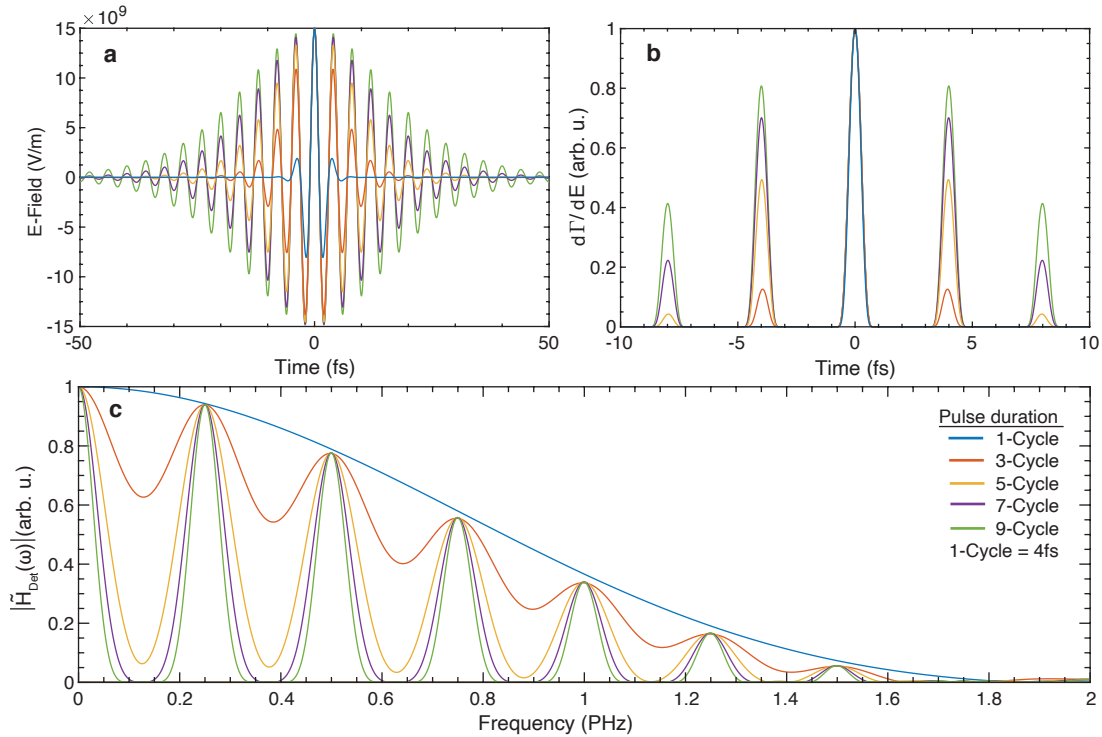 × 10⁹
a
15
10
5
0
-5
-10
-15
E-Field (V/m)
-50
0
50
Time (fs)
b
1
0.8
0.6
0.4
0.2
0
dΓ/ dE (arb. u.)
-10
-5
0
5
10
Time (fs)
c
1
0.8
0.6
0.4
0.2
0
|H̃Det(ω)|(arb. u.)
Pulse duration
1-Cycle
3-Cycle
5-Cycle
7-Cycle
9-Cycle
1-Cycle = 4fs
0
0.2
0.4
0.6
0.8
1
1.2
1.4
1.6
1.8
2
Frequency (PHz)